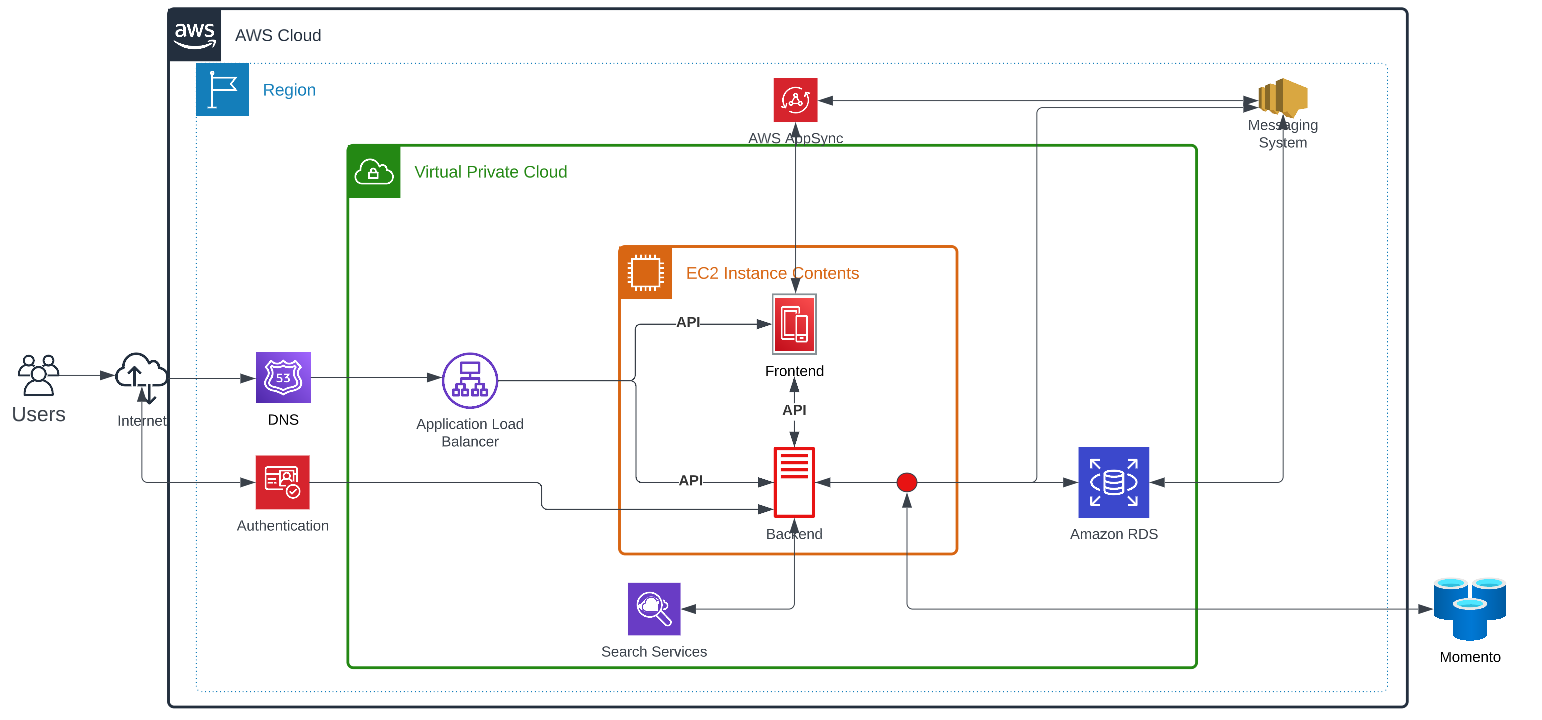 aws
AWS Cloud
Region
AWS AppSync
Messaging
System
Virtual Private Cloud
EC2 Instance Contents
API
Frontend
Users
Internet
53
DNS
Application Load
Balancer
API
API
Backend
Authentication
Amazon RDS
Search Services
Momento